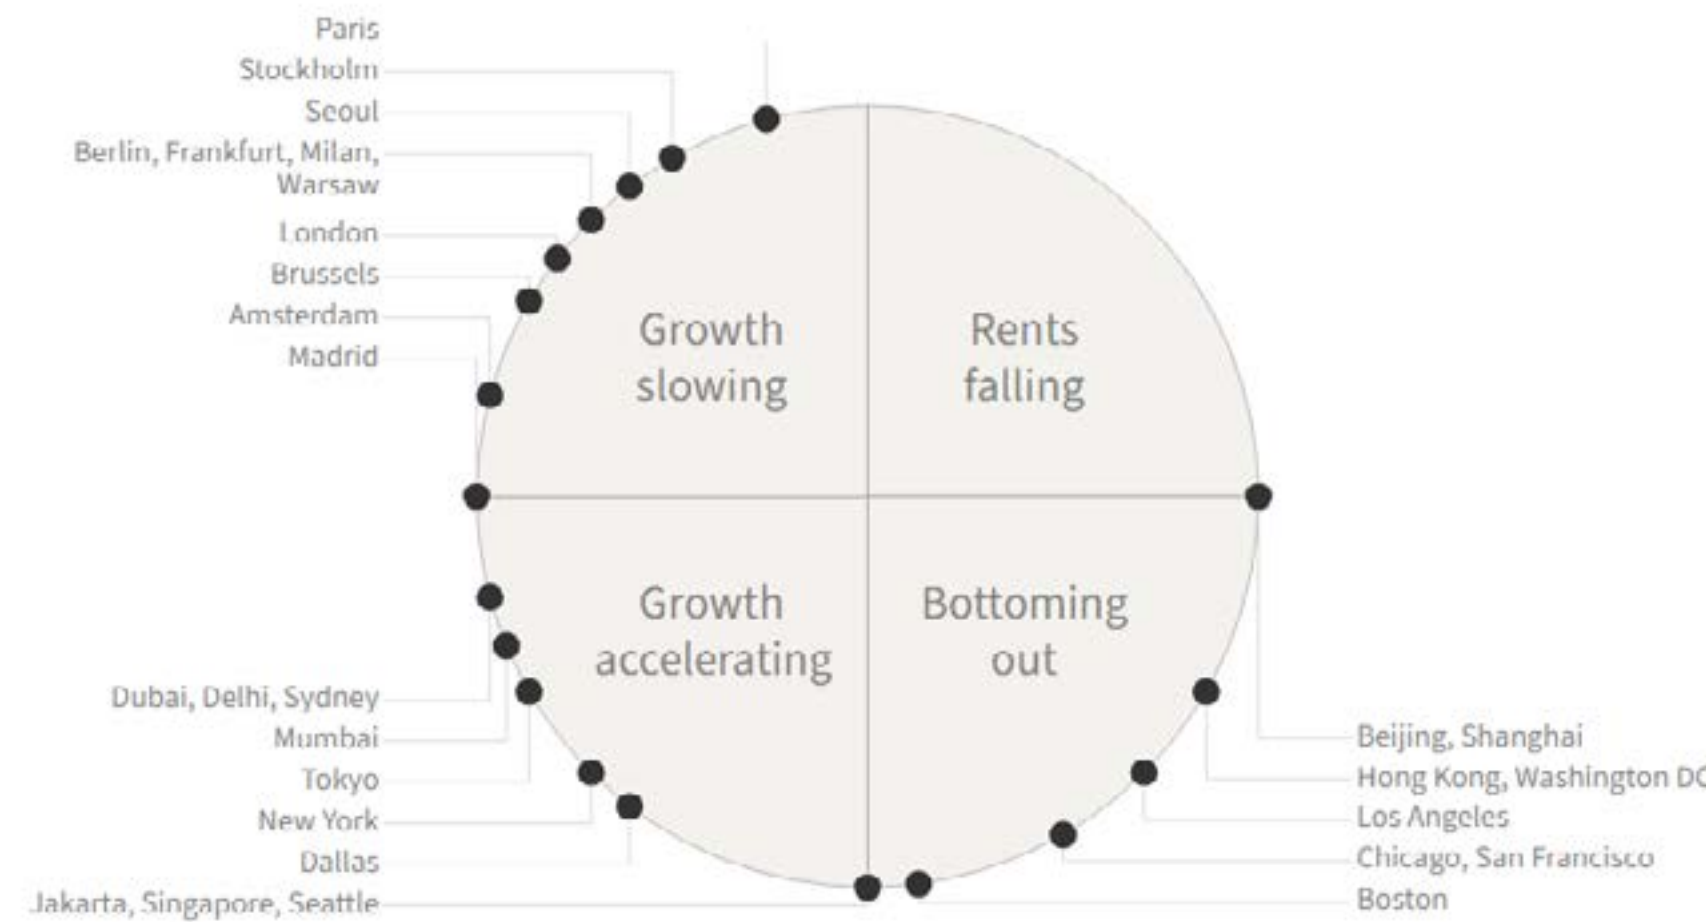 Paris
Stockholm
Seoul
Berlin, Frankfurt, Milan,
Warsaw
London
Brussels
Amsterdam
Madrid
Growth
slowing
Rents
falling
Growth
accelerating
Bottoming
out
Dubai, Delhi, Sydney
Mumbai
Tokyo
New York
Dallas
Jakarta, Singapore, Seattle
Beijing, Shanghai
Hong Kong, Washington DC
Los Angeles
Chicago, San Francisco
Boston